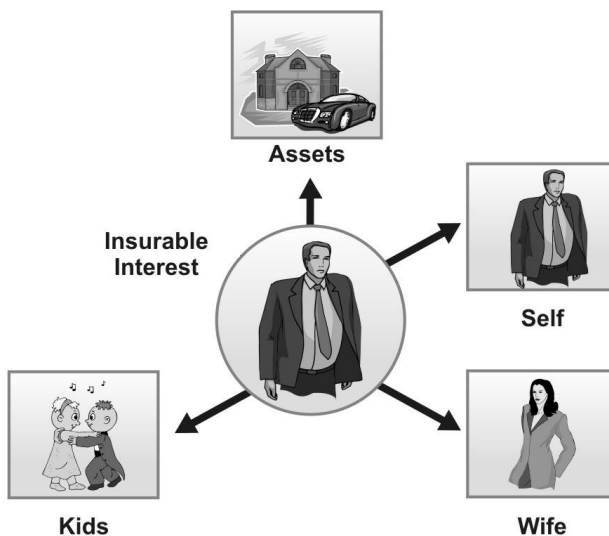 Assets
Insurable
Interest
Self
Kids
Wife